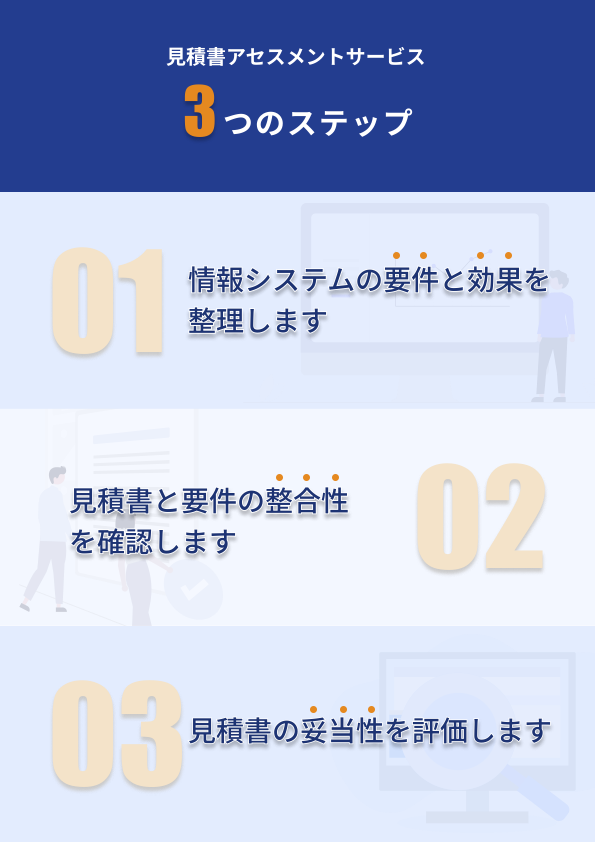 見積書アセスメントサービス
3つのステップ
01
情報システムの要件と効果を
整理します
見積書と要件の整合性
を確認します
02
03
見積書の妥当性を評価します